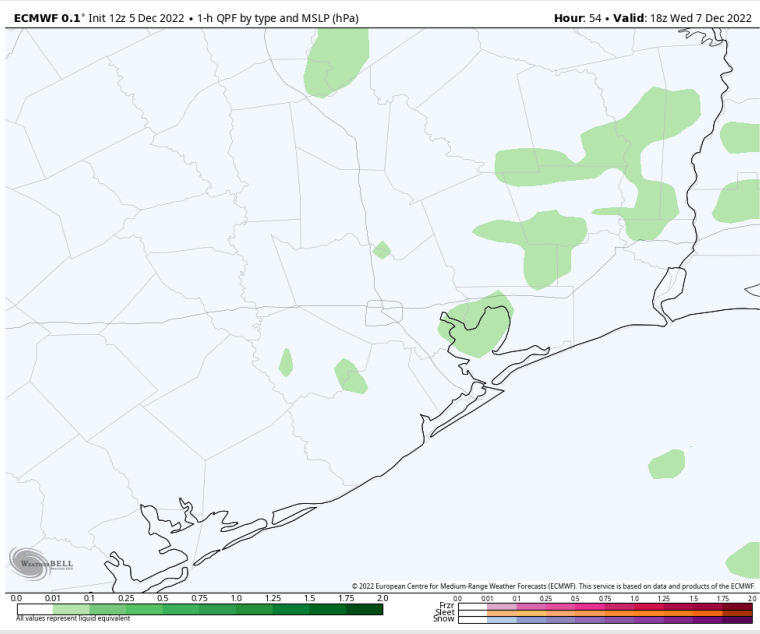 ECMWF 0.1° Init 12z 5 Dec 2022 • 1-h QPF by type and MSLP (hPa)
Hour: 54 • Valid: 18z Wed 7 Dec 2022
WEATHERBELL
© 2022 European Centre for Medium-Range Weather Forecasts (ECMWF). This service is based on data and products of the ECMWF.
0.0 0.01 0.1 0.25 0.5 0.75 1.0 1.25 1.5 1.75 2.0
All values represent liquid equivalent
0.0 0.01 0.1 0.25 0.5 0.75 1.0 1.25 1.5 1.75 2.0
Frzr
Sleet
Snow